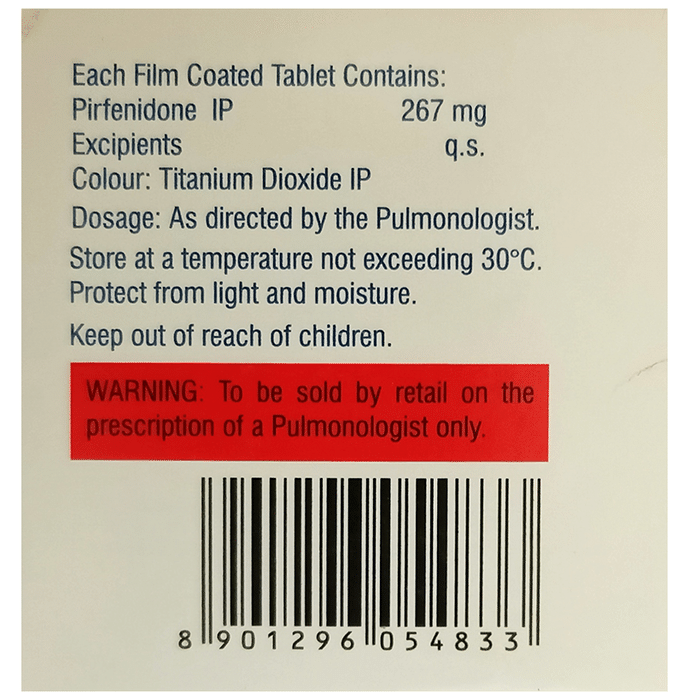 Each Film Coated Tablet Contains:
Pirfenidone IP 267 mg
Excipients q.s.
Colour: Titanium Dioxide IP
Dosage: As directed by the Pulmonologist.
Store at a temperature not exceeding 30°C.
Protect from light and moisture.
Keep out of reach of children.
WARNING: To be sold by retail on the
prescription of a Pulmonologist only.
8 901296 054833